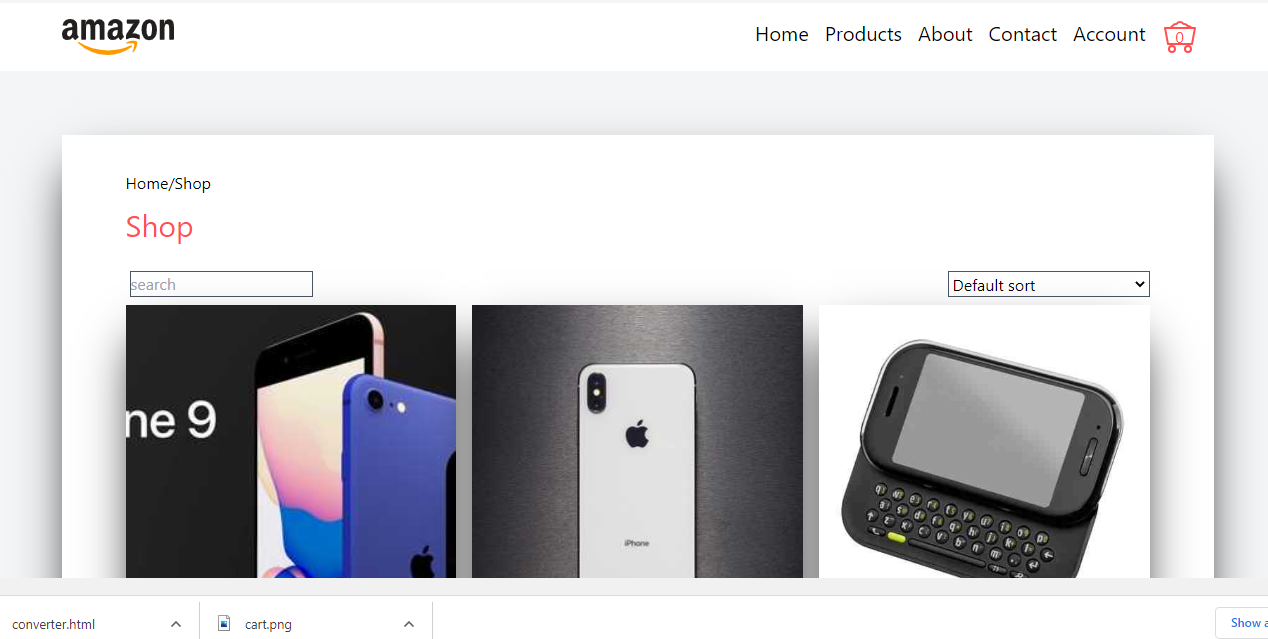 amazon
Home Products About Contact Account 0
Home/Shop
Shop
search
Default sort
ne 9
iPhone
converter.html
cart.png
Show a